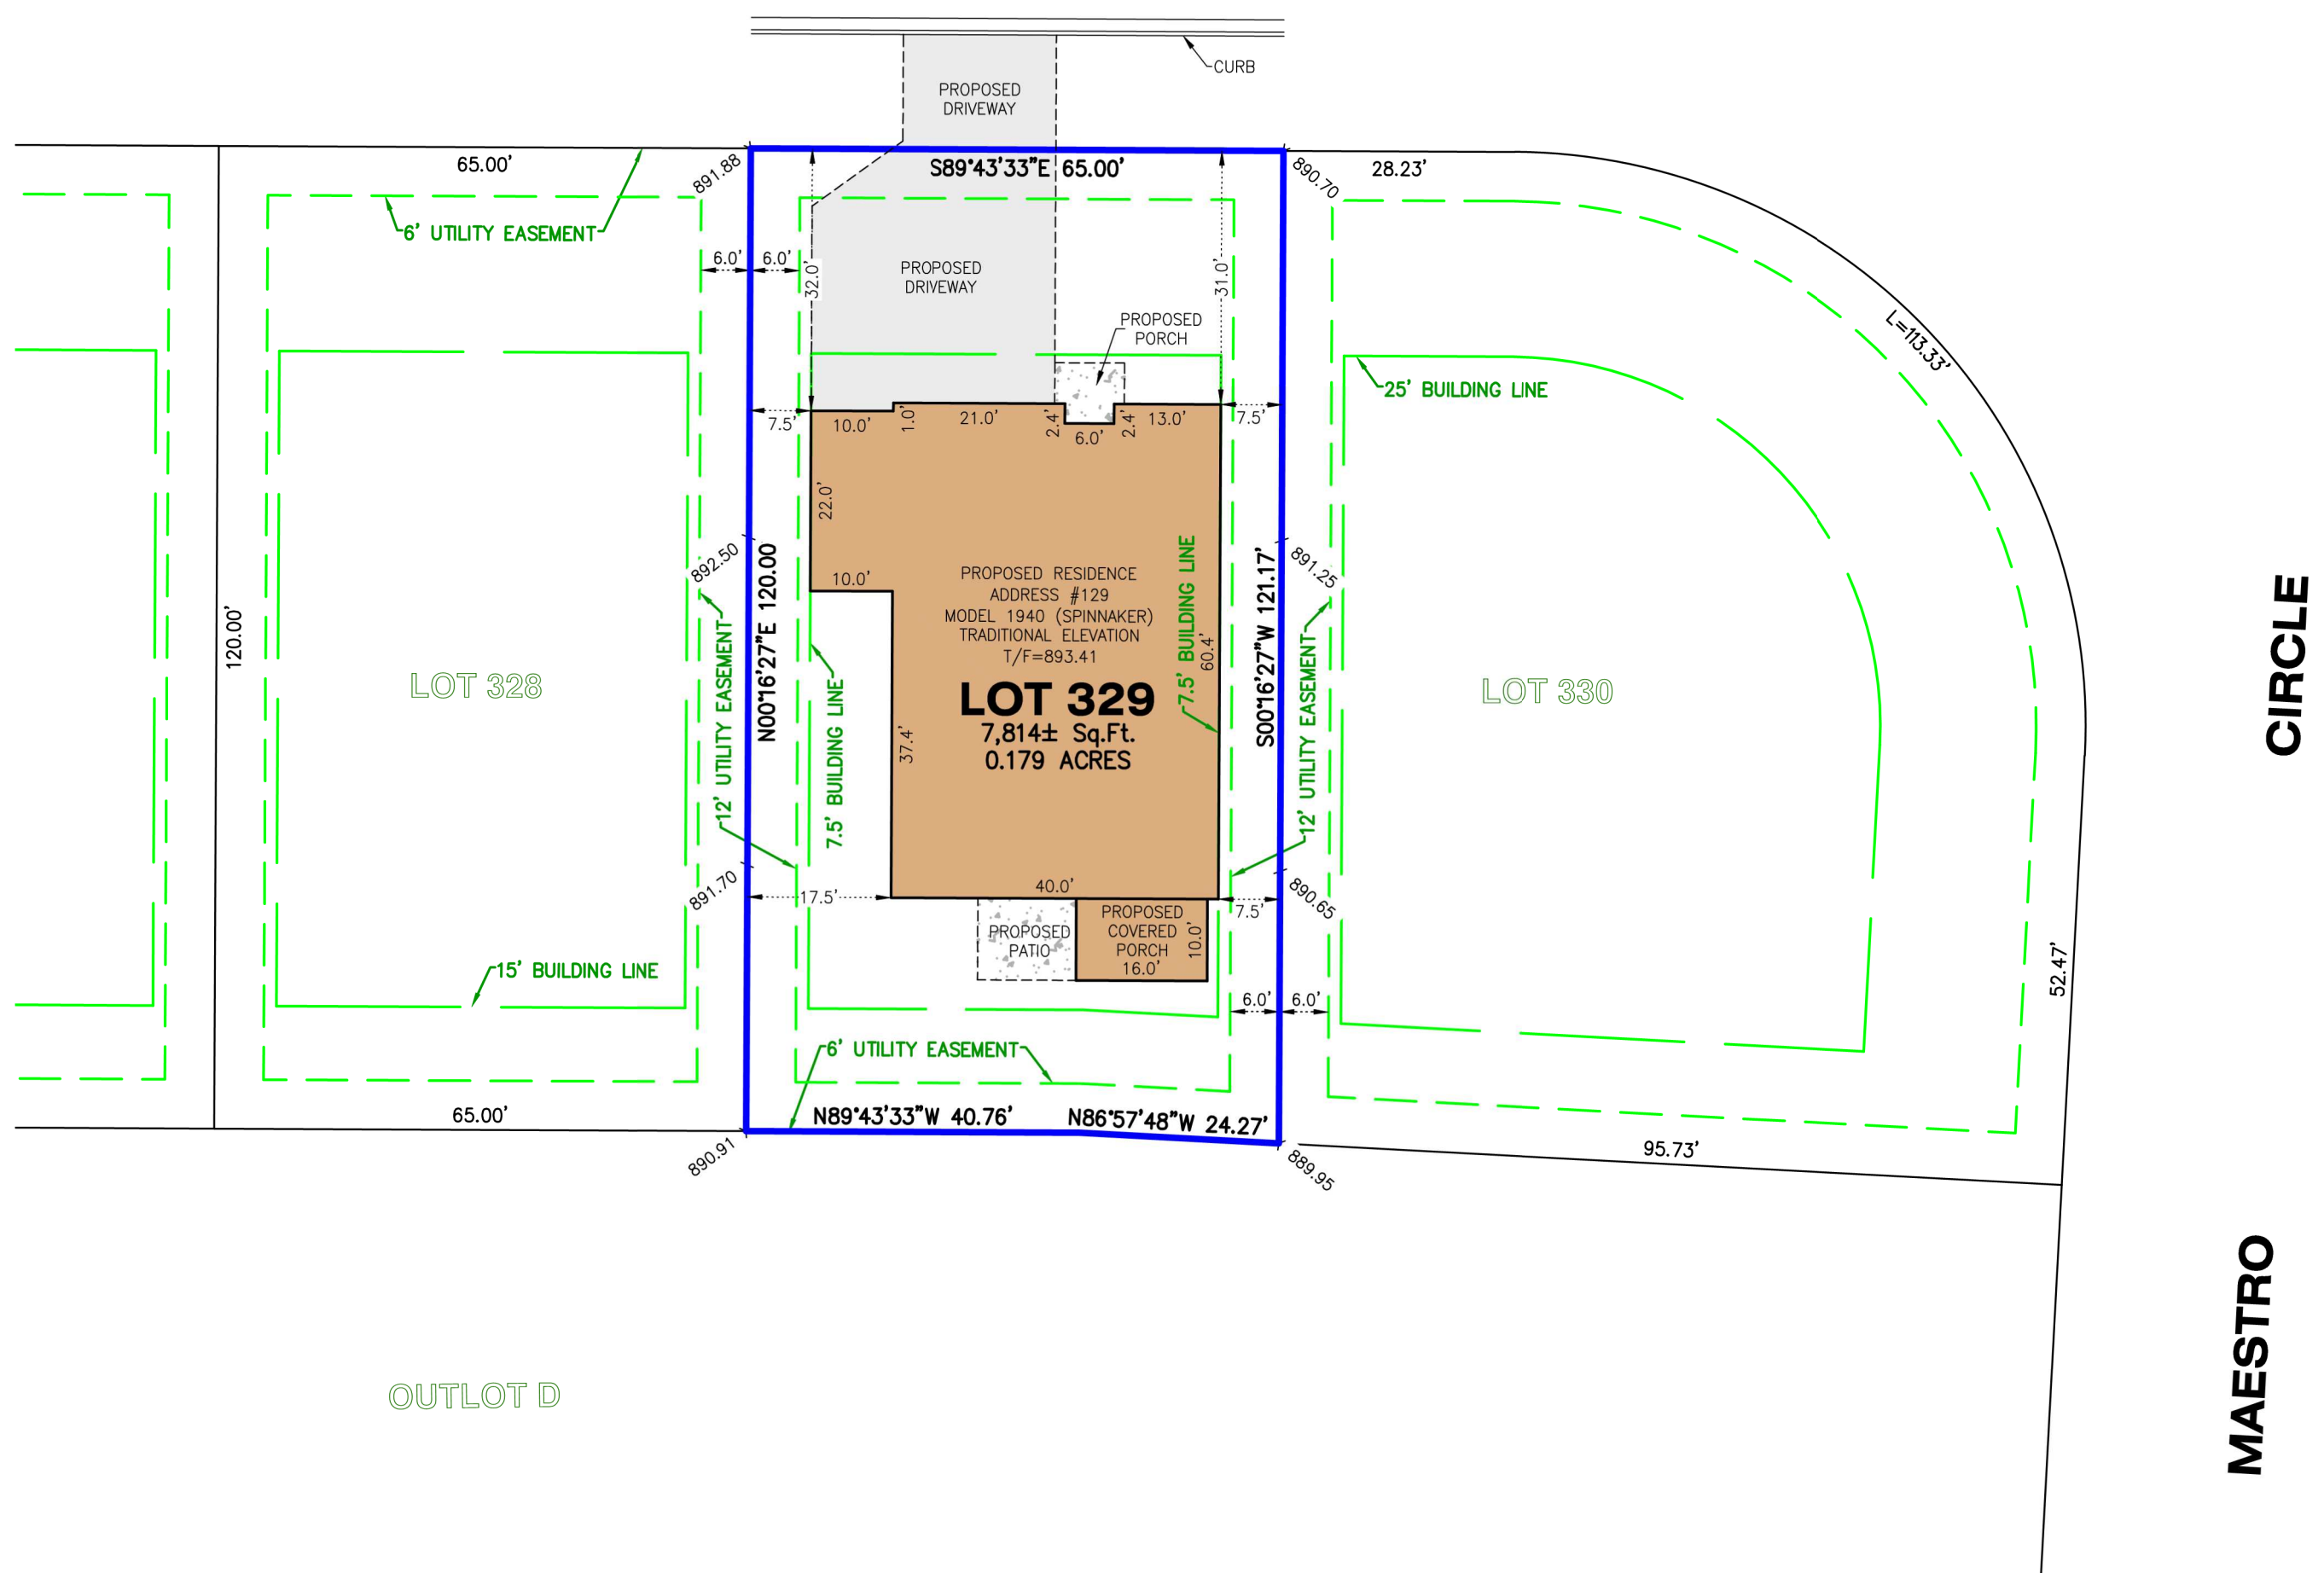 CURB
PROPOSED
DRIVEWAY
65.00'
891.88
S89°43'33"E 65.00'
890.70
28.23'
6' UTILITY EASEMENT
6.0'
6.0'
32.0'
PROPOSED
DRIVEWAY
31.0'
PROPOSED
PORCH
L=113.33'
25' BUILDING LINE
7.5'
10.0'
1.0'
21.0'
2.4'
6.0'
2.4'
13.0'
7.5'
22.0'
892.50
891.25
10.0'
N00°16'27"E 120.00
S00°16'27"W 121.17'
PROPOSED RESIDENCE
ADDRESS #129
MODEL 1940 (SPINNAKER)
TRADITIONAL ELEVATION
T/F=893.41
LOT 329
7,814± Sq.Ft.
0.179 ACRES
7.5' BUILDING LINE
60.4'
120.00'
LOT 328
12' UTILITY EASEMENT
7.5' BUILDING LINE
37.4'
12' UTILITY EASEMENT
LOT 330
CIRCLE
891.70
17.5'
40.0'
7.5'
890.65
PROPOSED
PATIO
PROPOSED
COVERED
PORCH
16.0'
10.0'
15' BUILDING LINE
6.0'
6.0'
52.47'
6' UTILITY EASEMENT
65.00'
N89°43'33"W 40.76'
N86°57'48"W 24.27'
890.91
889.95
95.73'
MAESTRO
OUTLOT D